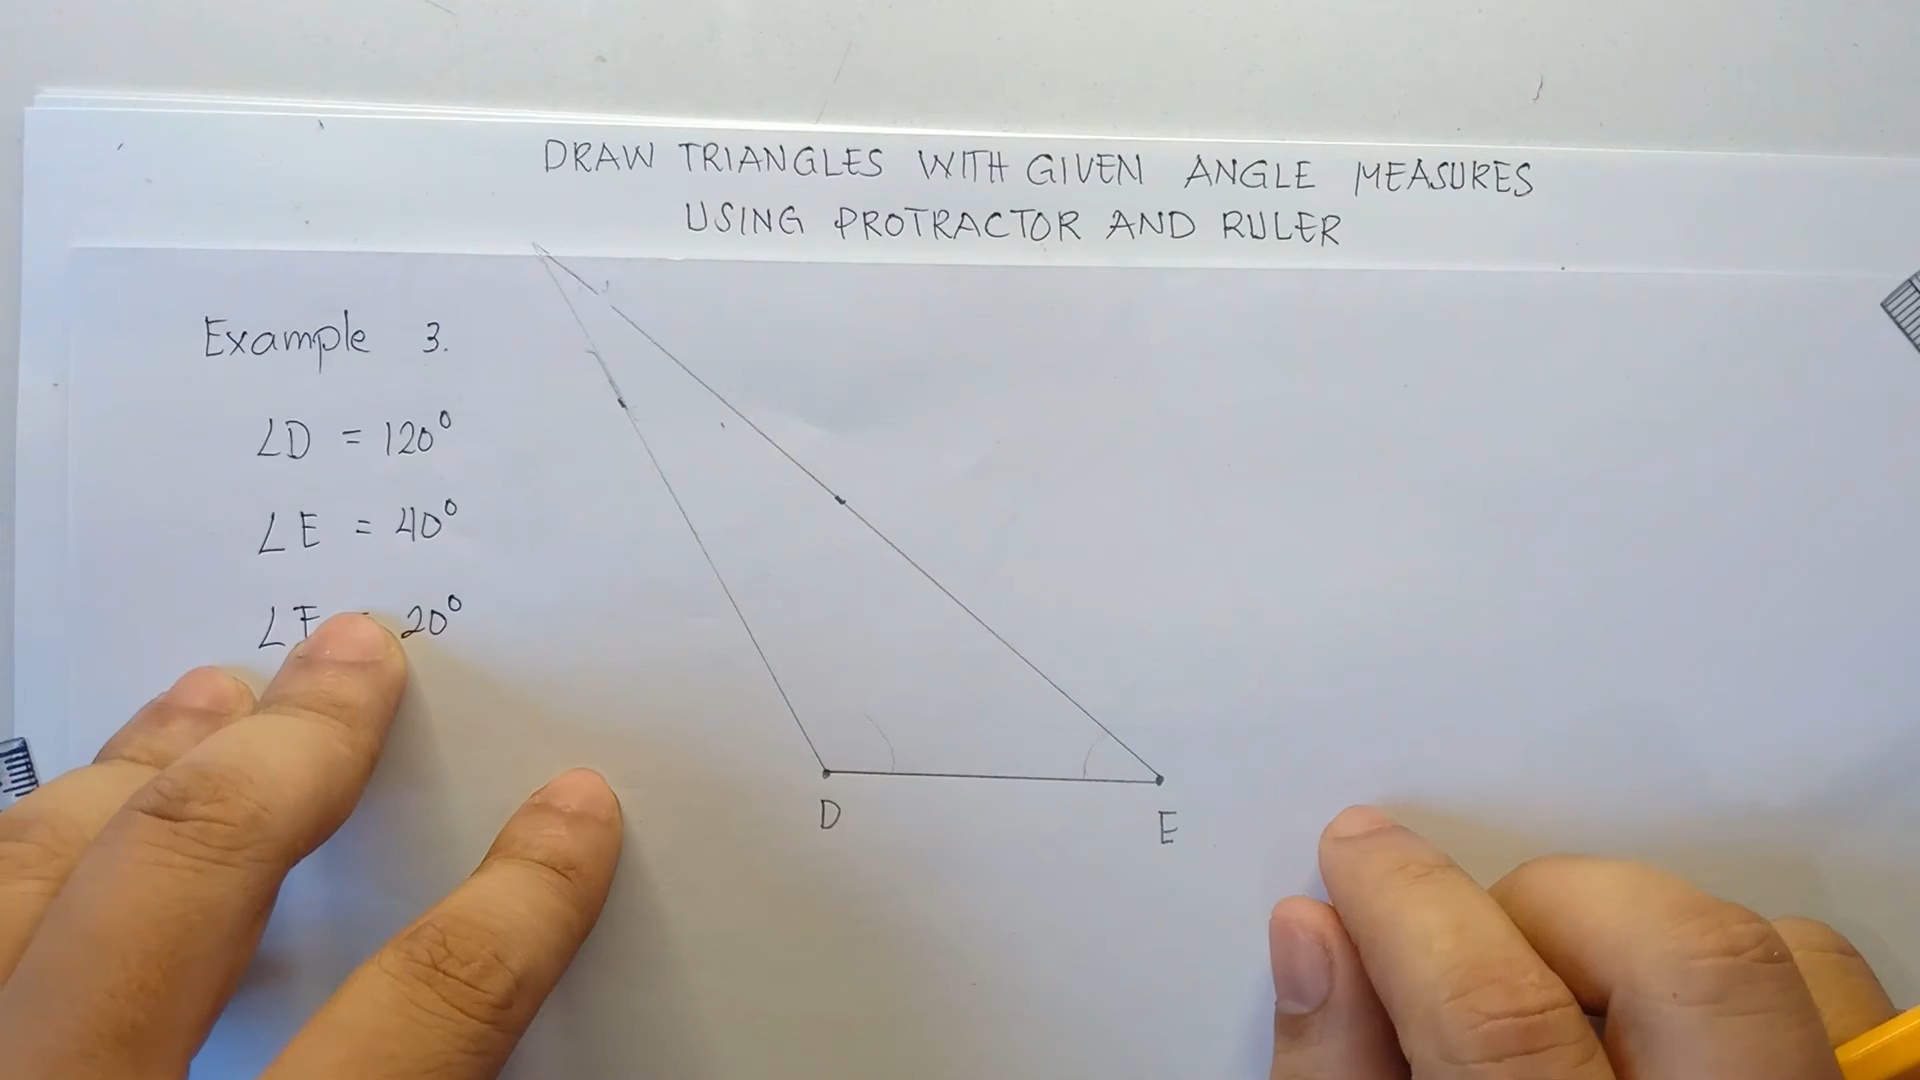 DRAW TRIANGLES WITH GIVEN ANGLE MEASURES
USING PROTRACTOR AND RULER
Example 3.
∠D = 120°
∠E = 40°
20°
D
E